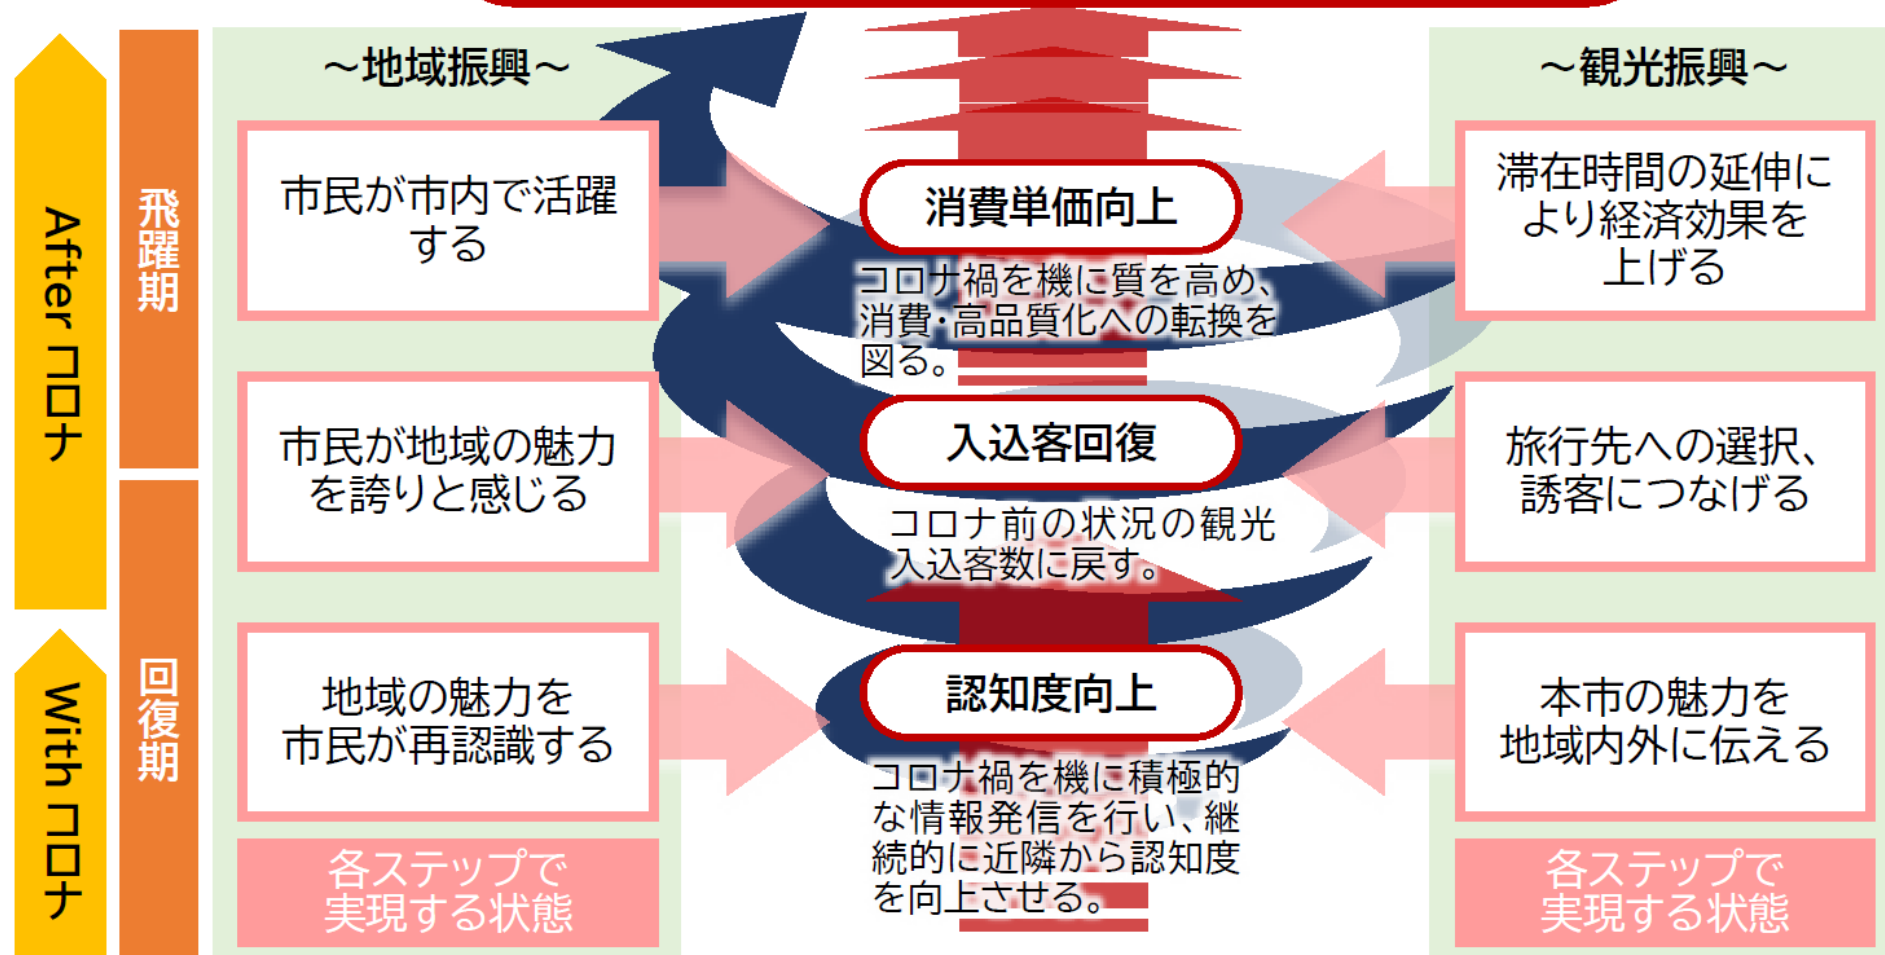 After コロナ
With コロナ
飛躍期
回復期
～地域振興～
市民が市内で活躍
する
市民が地域の魅力
を誇りと感じる
地域の魅力を
市民が再認識する
各ステップで
実現する状態
消費単価向上
コロナ禍を機に質を高め、
消費・高品質化への転換を
図る。
入込客回復
コロナ前の状況の観光
入込客数に戻す。
認知度向上
コロナ禍を機に積極的
な情報発信を行い、継
続的に近隣から認知度
を向上させる。
～観光振興～
滞在時間の延伸に
より経済効果を
上げる
旅行先への選択、
誘客につなげる
本市の魅力を
地域内外に伝える
各ステップで
実現する状態